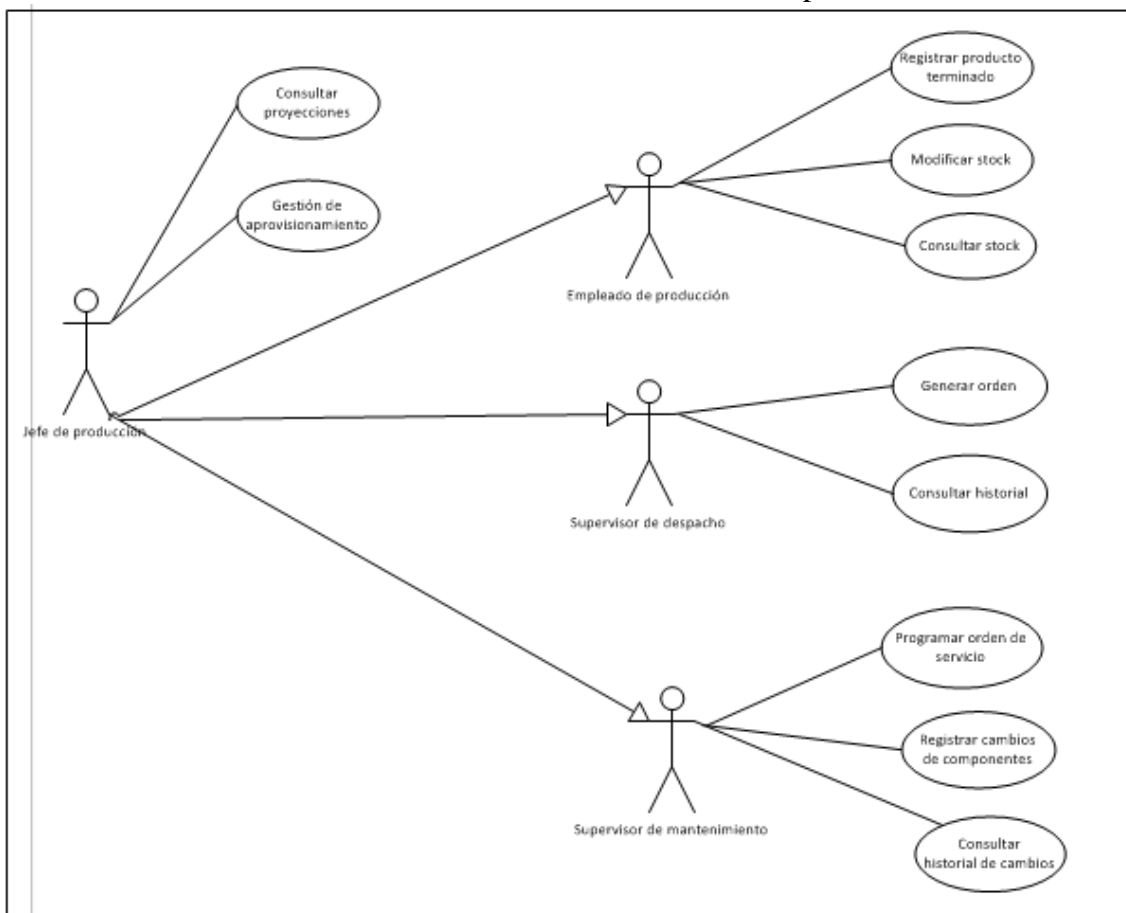 Consultar
proyecciones
Gestión de
aprovisionamiento
Jefe de producción
Registrar producto
terminado
Modificar stock
Consultar stock
Empleado de producción
Generar orden
Consultar historial
Supervisor de despacho
Programar orden de
servicio
Registrar cambios
de componentes
Consultar
historial de cambios
Supervisor de mantenimiento